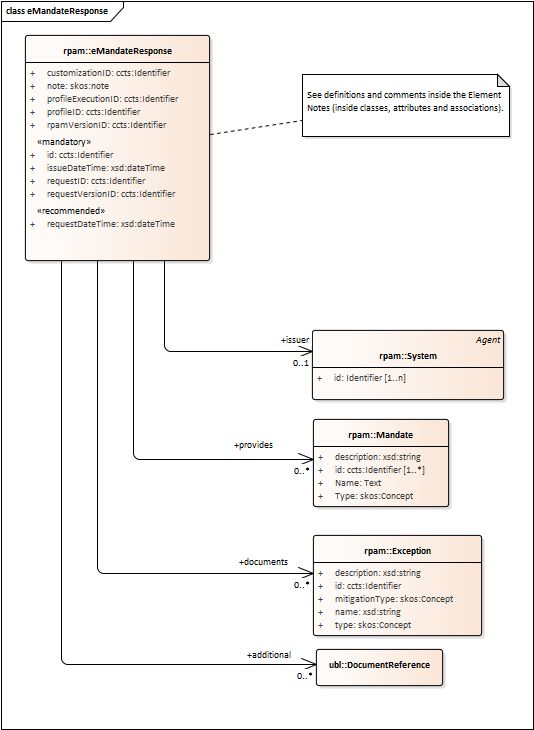 class eMandateResponse
rpam::eMandateResponse
+ customizationID: ccts:Identifier
+ note: skos:note
+ profileExecutionID: ccts:Identifier
+ profileID: ccts:Identifier
+ rpamVersionID: ccts:Identifier
«mandatory»
+ id: ccts:Identifier
+ issueDateTime: xsd:dateTime
+ requestID: ccts:Identifier
+ requestVersionID: ccts:Identifier
«recommended»
+ requestDateTime: xsd:dateTime
See definitions and comments inside the Element
Notes (inside classes, attributes and associations).
+issuer
0..1
Agent
rpam::System
+ id: Identifier [1..n]
+provides
0..*
rpam::Mandate
+ description: xsd:string
+ id: ccts:Identifier [1..*]
+ Name: Text
+ Type: skos:Concept
+documents
0..*
rpam::Exception
+ description: xsd:string
+ id: ccts:Identifier
+ mitigationType: skos:Concept
+ name: xsd:string
+ type: skos:Concept
+additional
0..*
ubl::DocumentReference